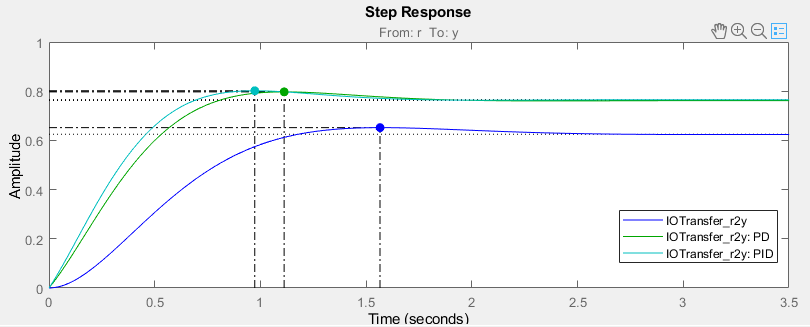 Step Response
From: r To: y
1
0.8
0.6
0.4
0.2
0
Amplitude
IOTransfer_r2y
IOTransfer_r2y: PD
IOTransfer_r2y: PID
0 0.5 1 1.5 2 2.5 3 3.5
Time (seconds)